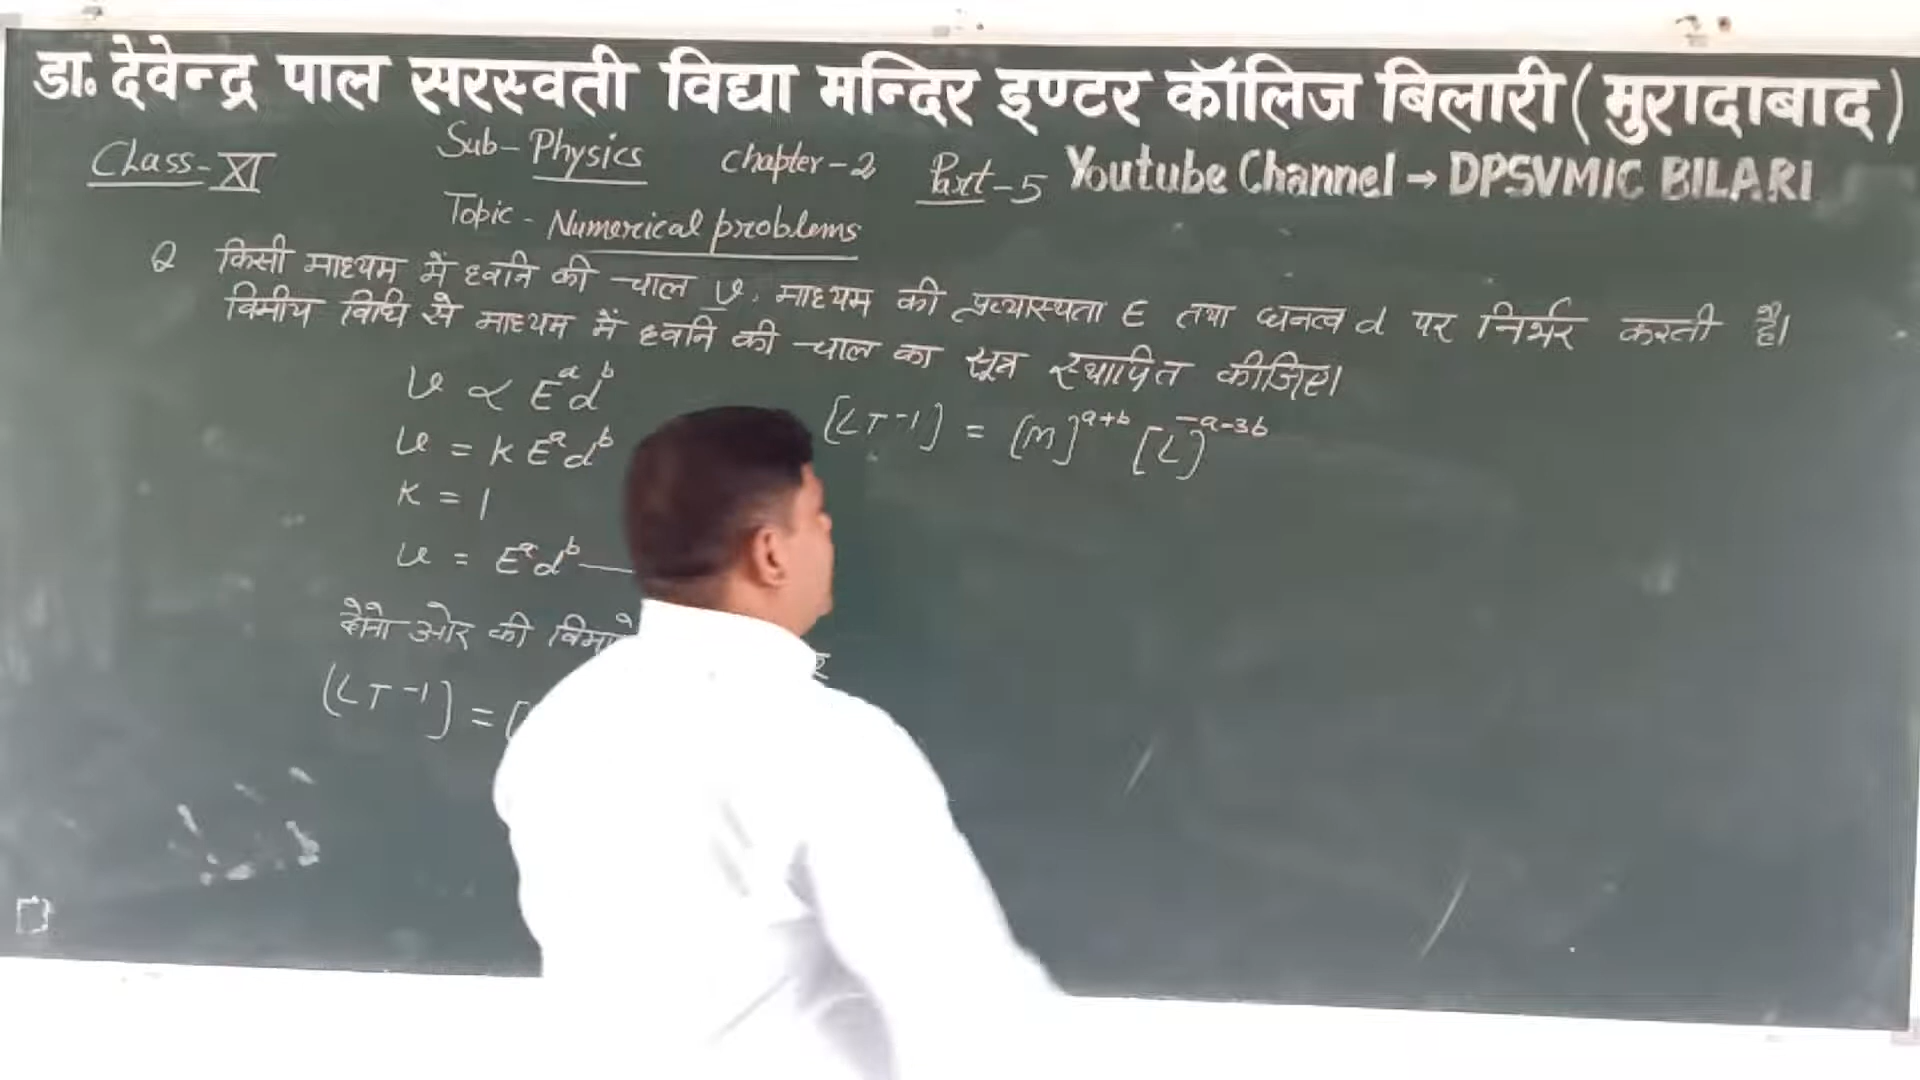 डा. देवेन्द्र पाल सरस्वती विद्या मन्दिर इण्टर कॉलिज बिलारी (मुरादाबाद)
Class-XI Sub-Physics chapter-2 Part-5 Youtube Channel → DPSVMIC BILARI
Topic - Numerical problems
Q किसी माध्यम में ध्वनि की चाल v, माध्यम की प्रत्यास्थता E तथा घनत्व d पर निर्भर करती है।
विमीय विधि से माध्यम में ध्वनि की चाल का सूत्र स्थापित कीजिए।
v ∝ E^a d^b
v = K E^a d^b
K = 1
v = E^a d^b —
दोनो ओर की
[LT^-1] = [
[LT^-1] = [M]^a+b [L]^-a-3b